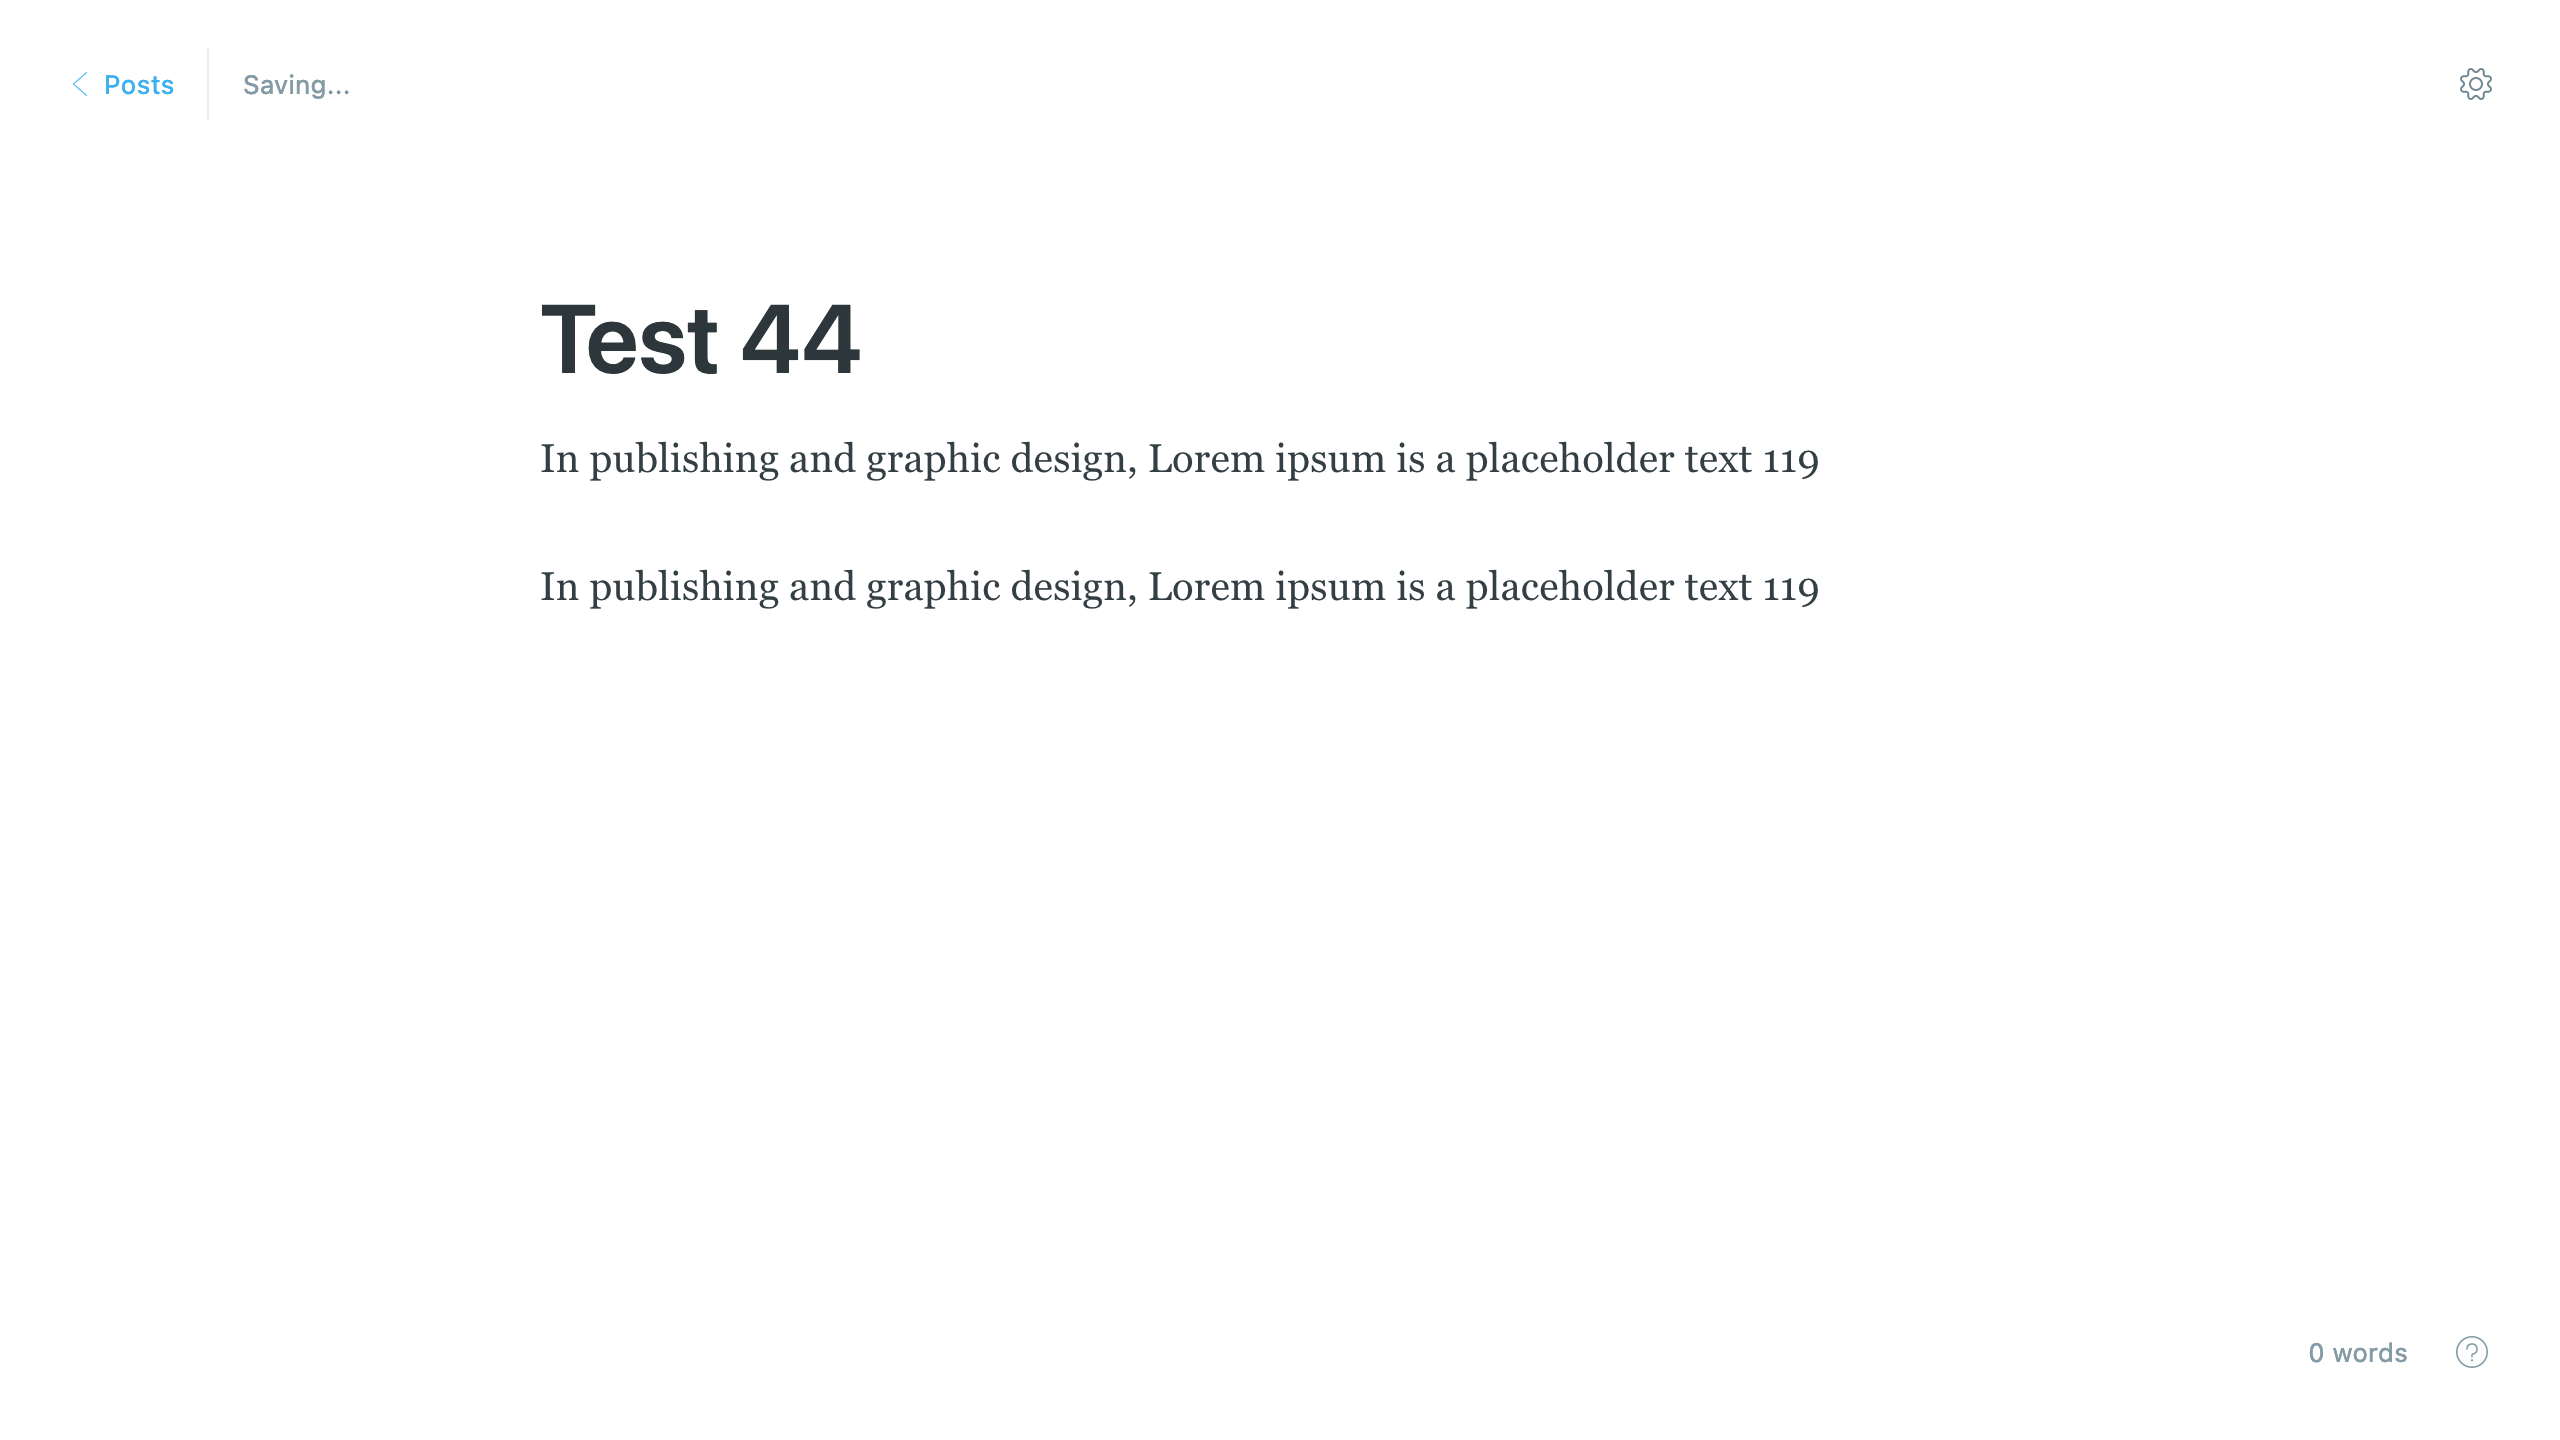 Posts
Saving...
Test 44
In publishing and graphic design, Lorem ipsum is a placeholder text 119
In publishing and graphic design, Lorem ipsum is a placeholder text 119
0 words
?